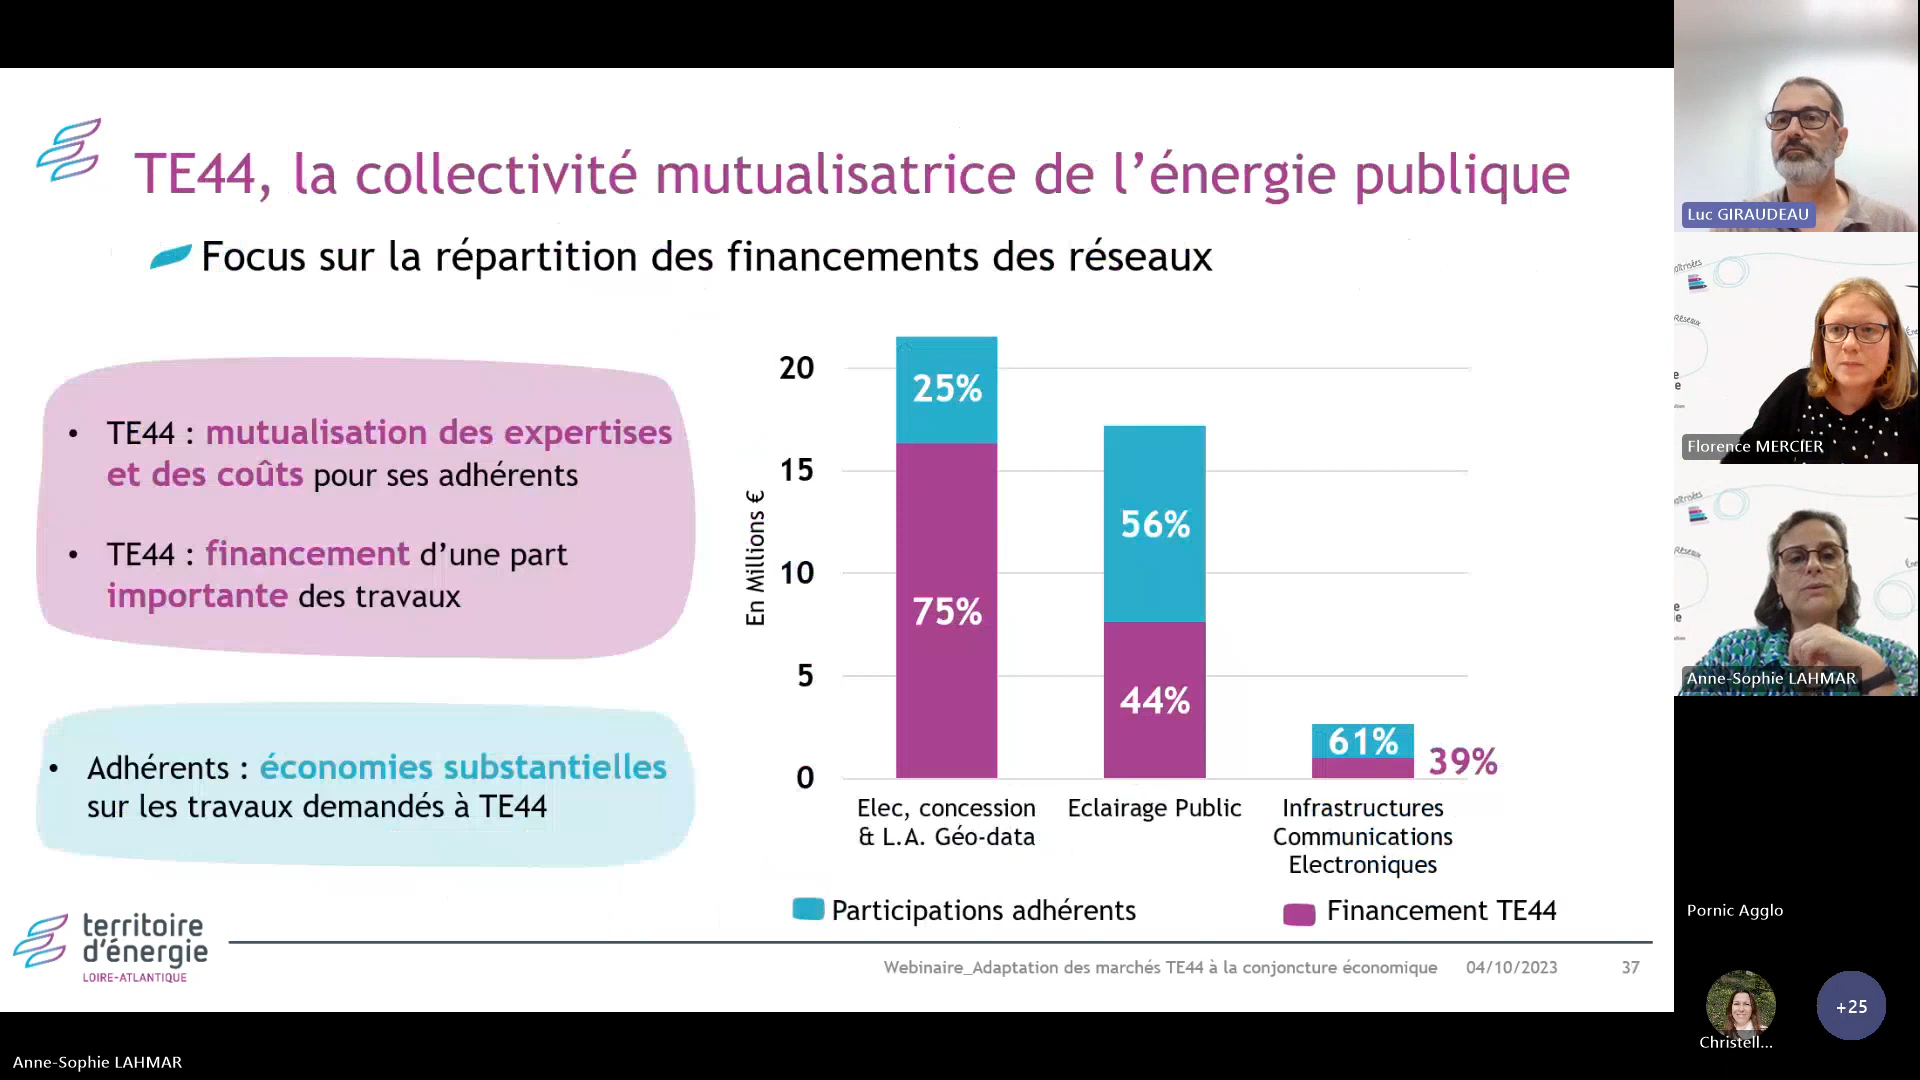 TE44, la collectivité mutualisatrice de l’énergie publique
Focus sur la répartition des financements des réseaux
• TE44 : mutualisation des expertises
et des coûts pour ses adhérents
• TE44 : financement d’une part
importante des travaux
• Adhérents : économies substantielles
sur les travaux demandés à TE44
En Millions €
20
15
10
5
0
25%
75%
56%
44%
61%
39%
Elec, concession
& L.A. Géo-data
Eclairage Public
Infrastructures
Communications
Electroniques
Participations adhérents
Financement TE44
territoire
d’énergie
LOIRE-ATLANTIQUE
Webinaire_Adaptation des marchés TE44 à la conjoncture économique
04/10/2023
37
Luc GIRAUDEAU
Réseaux
Florence MERCIER
Réseaux
Anne-Sophie LAHMAR
Pornic Agglo
Christell...
+25
Anne-Sophie LAHMAR